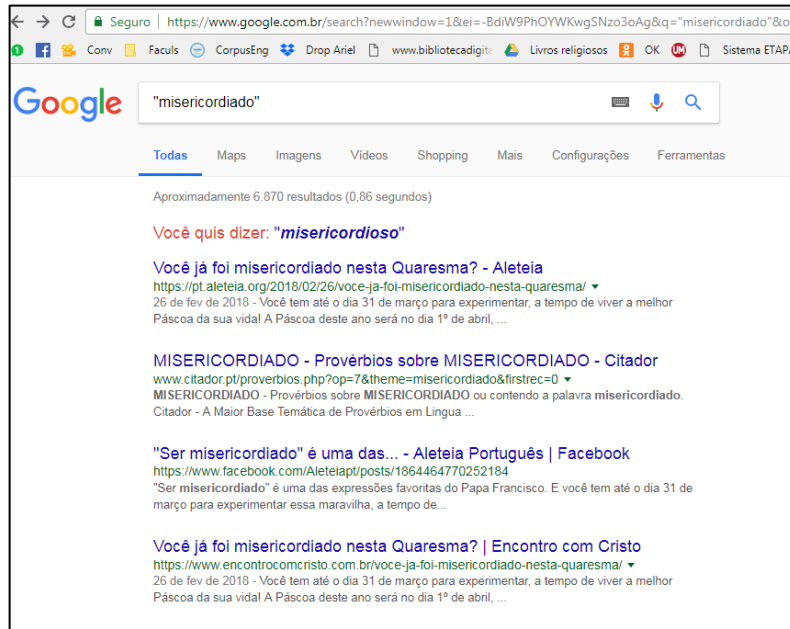 Seguro | https://www.google.com.br/search?newwindow=1&ei=-BdiW9PhOYWKwgSNzo3oAg&q="misericordiado"&o
Conv Faculs CorpusEng Drop Ariel www.bibliotecadigita Livros religiosos OK Sistema ETAPA
Google "misericordiado"
Todas Maps Imagens Vídeos Shopping Mais Configurações Ferramentas
Aproximadamente 6.870 resultados (0,86 segundos)
Você quis dizer: "misericordioso"
Você já foi misericordiado nesta Quaresma? - Aleteia
https://pt.aleteia.org/2018/02/26/voce-ja-foi-misericordiado-nesta-quaresma/
26 de fev de 2018 - Você tem até o dia 31 de março para experimentar, a tempo de viver a melhor
Páscoa da sua vida! A Páscoa deste ano será no dia 1º de abril, ...
MISERICORDIADO - Provérbios sobre MISERICORDIADO - Citador
www.citador.pt/proverbios.php?op=7&theme=misericordiado&firstrec=0
MISERICORDIADO - Provérbios sobre MISERICORDIADO ou contendo a palavra misericordiado.
Citador - A Maior Base Temática de Provérbios em Lingua ...
"Ser misericordiado" é uma das... - Aleteia Português | Facebook
https://www.facebook.com/Aleteiapt/posts/1864464770252184
"Ser misericordiado" é uma das expressões favoritas do Papa Francisco. E você tem até o dia 31 de
março para experimentar essa maravilha, a tempo de...
Você já foi misericordiado nesta Quaresma? | Encontro com Cristo
https://www.encontrocomcristo.com.br/voce-ja-foi-misericordiado-nesta-quaresma/
26 de fev de 2018 - Você tem até o dia 31 de março para experimentar, a tempo de viver a melhor
Páscoa da sua vida! A Páscoa deste ano será no dia 1º de abril, ...